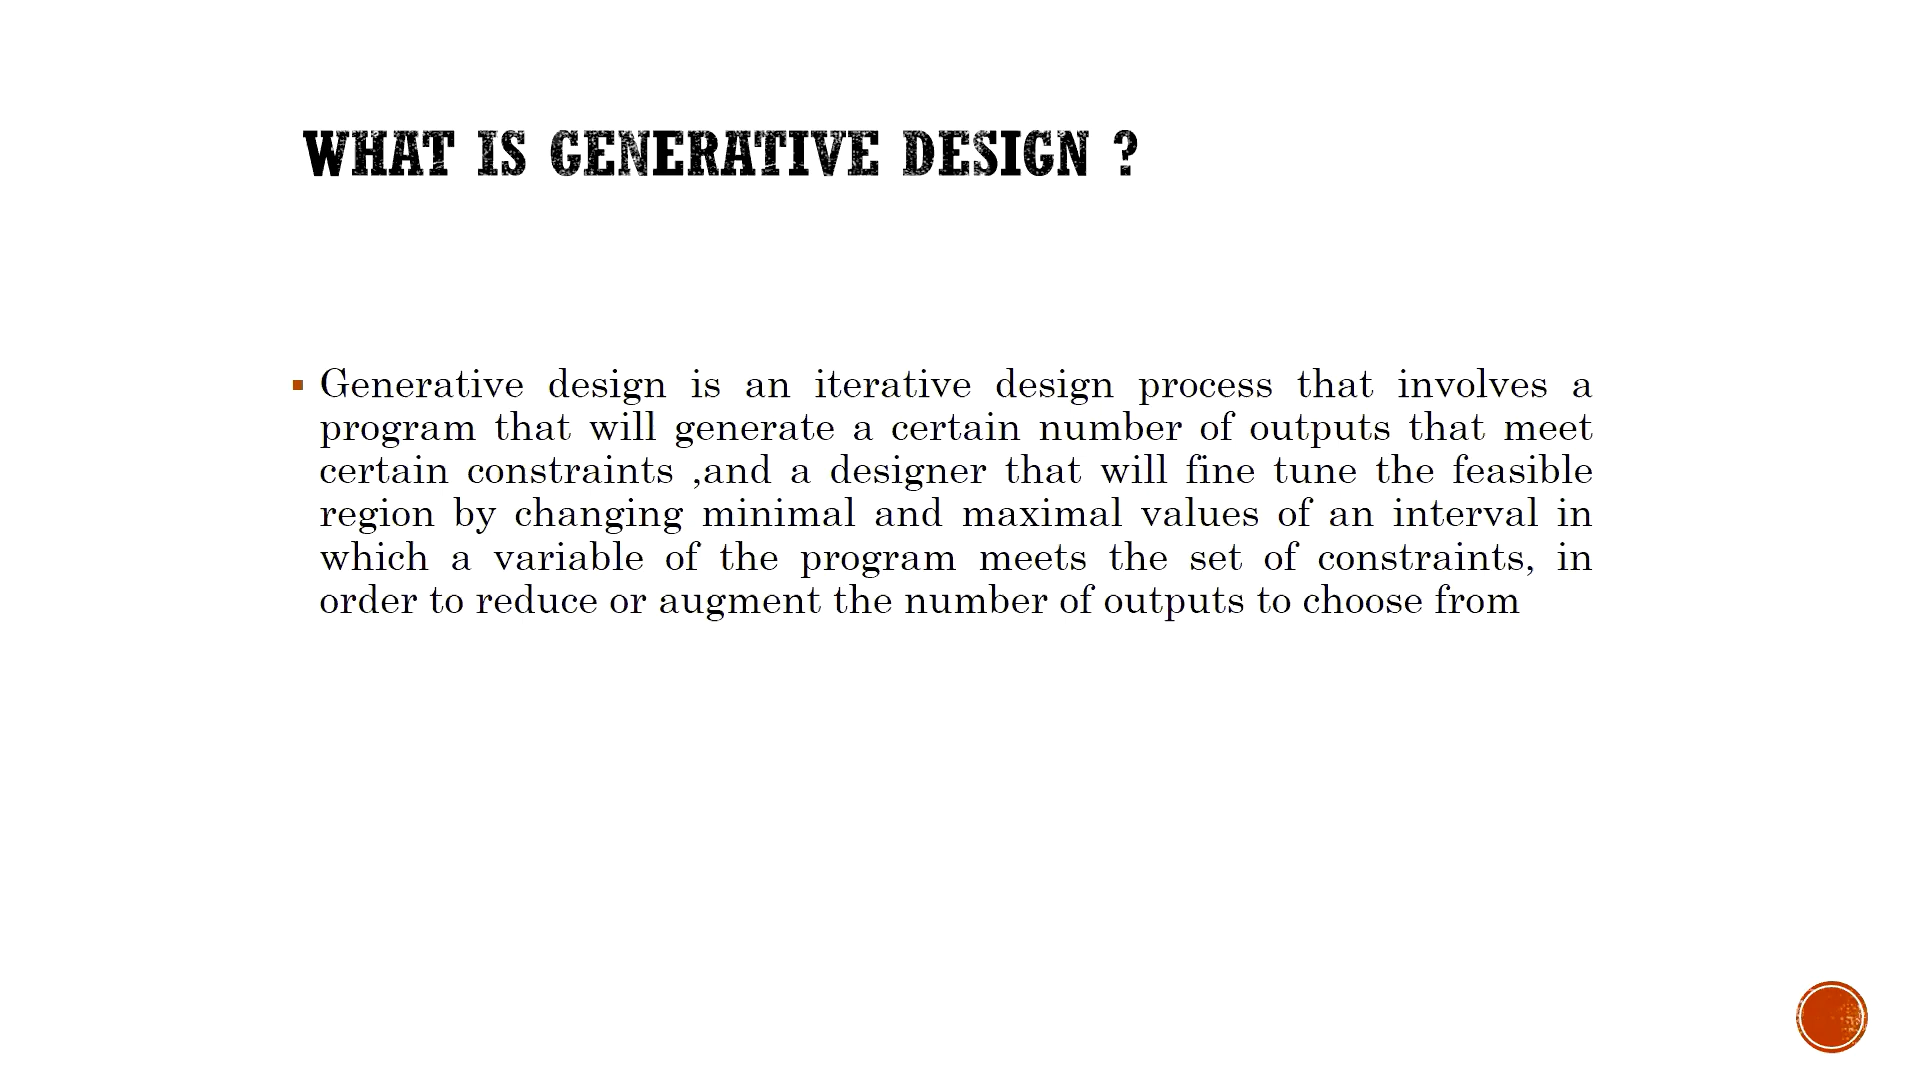 WHAT IS GENERATIVE DESIGN ?
Generative design is an iterative design process that involves a
program that will generate a certain number of outputs that meet
certain constraints ,and a designer that will fine tune the feasible
region by changing minimal and maximal values of an interval in
which a variable of the program meets the set of constraints, in
order to reduce or augment the number of outputs to choose from